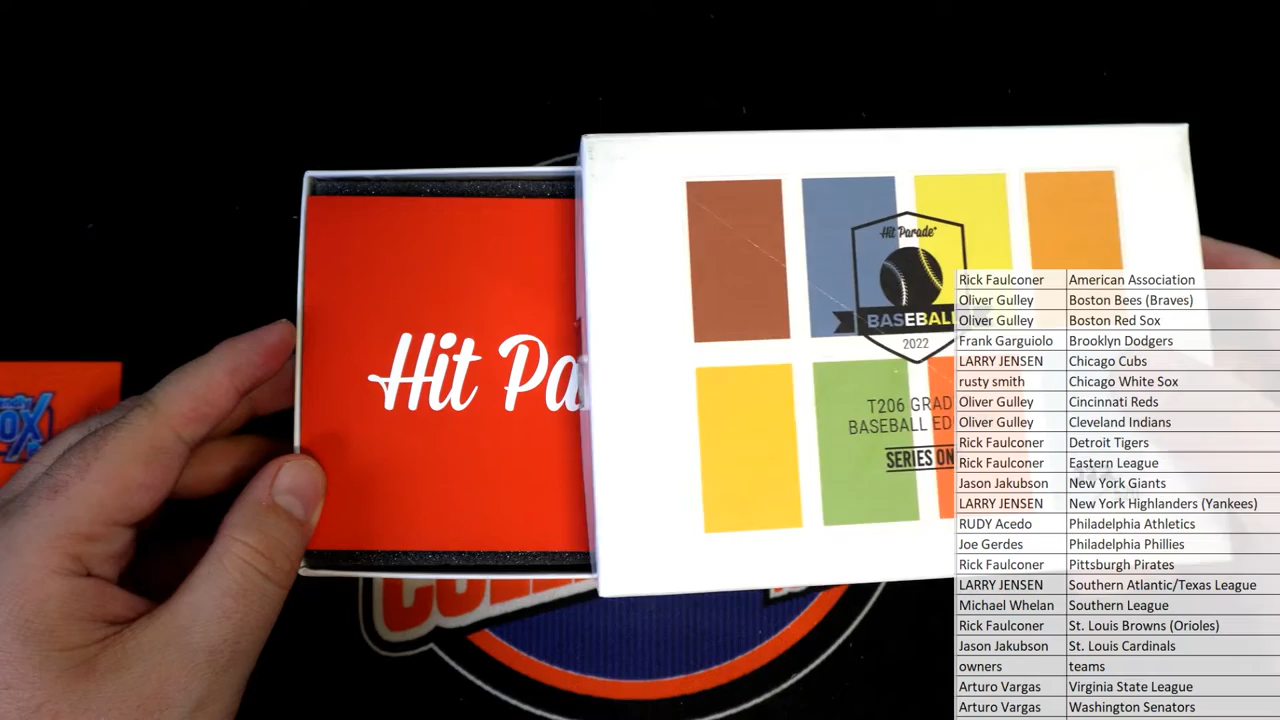 Hit Pa
Hit Parade
BASEBALL
2022
T206 GRAD
BASEBALL ED
SERIES ON
OX
Rick Faulconer American Association
Oliver Gulley Boston Bees (Braves)
Oliver Gulley Boston Red Sox
Frank Garguiolo Brooklyn Dodgers
LARRY JENSEN Chicago Cubs
rusty smith Chicago White Sox
Oliver Gulley Cincinnati Reds
Oliver Gulley Cleveland Indians
Rick Faulconer Detroit Tigers
Rick Faulconer Eastern League
Jason Jakubson New York Giants
LARRY JENSEN New York Highlanders (Yankees)
RUDY Acedo Philadelphia Athletics
Joe Gerdes Philadelphia Phillies
Rick Faulconer Pittsburgh Pirates
LARRY JENSEN Southern Atlantic/Texas League
Michael Whelan Southern League
Rick Faulconer St. Louis Browns (Orioles)
Jason Jakubson St. Louis Cardinals
owners teams
Arturo Vargas Virginia State League
Arturo Vargas Washington Senators